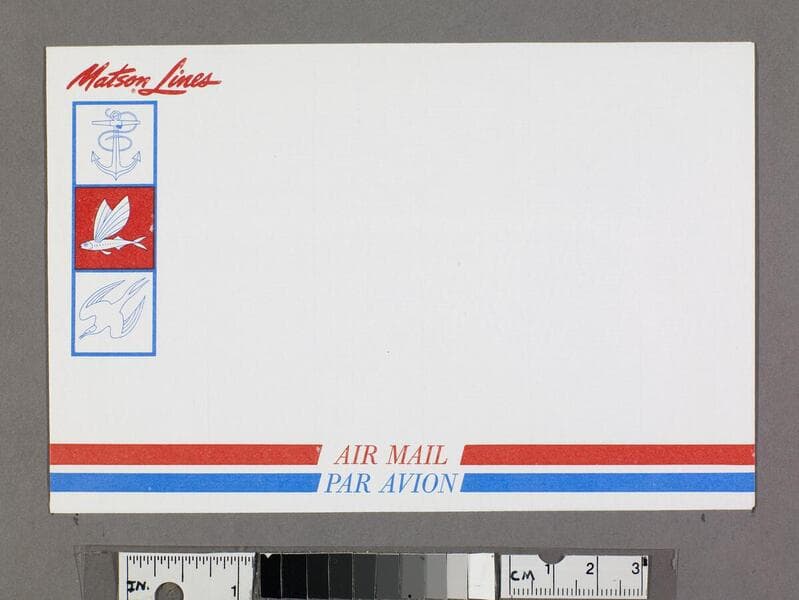 Matson Lines
®
AIR MAIL
PAR AVION
IN. 1
CM 1 2 3